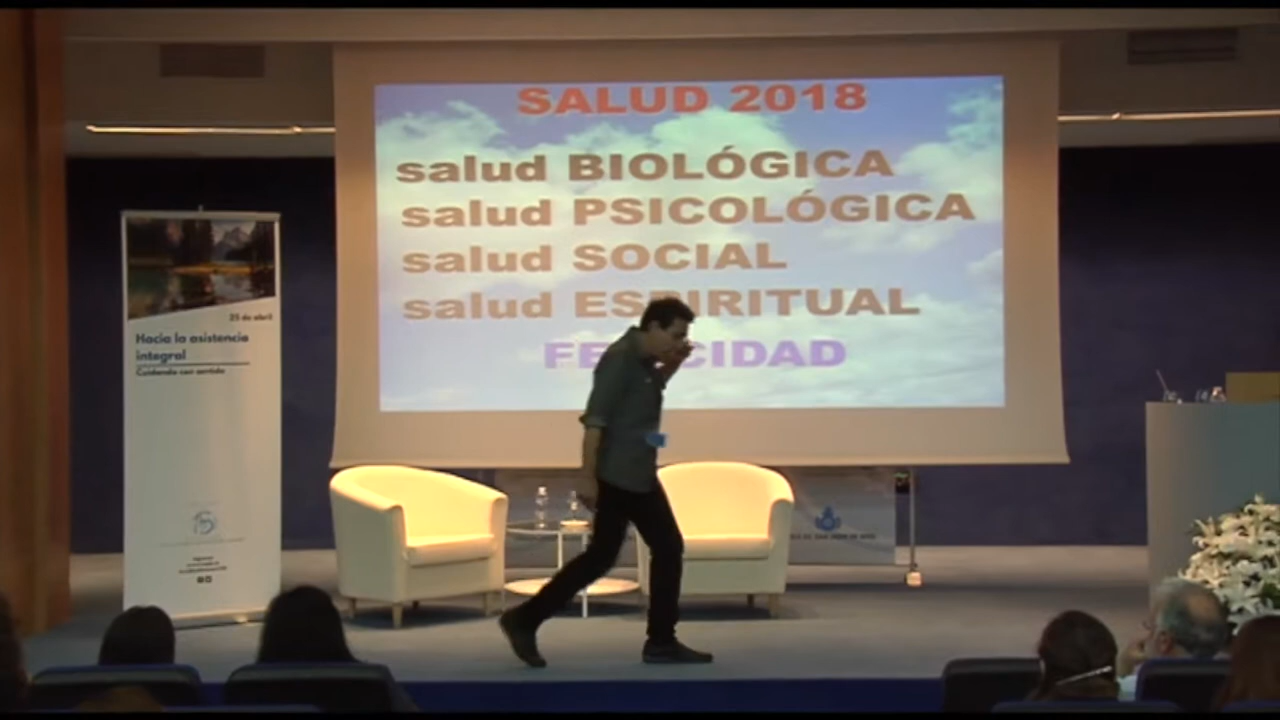 SALUD 2018
salud BIOLÓGICA
salud PSICOLÓGICA
salud SOCIAL
salud ESPIRITUAL
FELICIDAD
25 de abril
Hacia la asistencia
integral
Cuidando con sentido